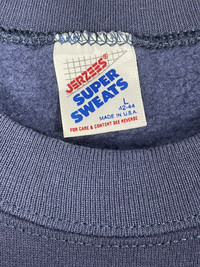 JERZEES
SUPER
SWEATS
L
42-44
MADE IN U.S.A.
FOR CARE & CONTENT SEE REVERSE